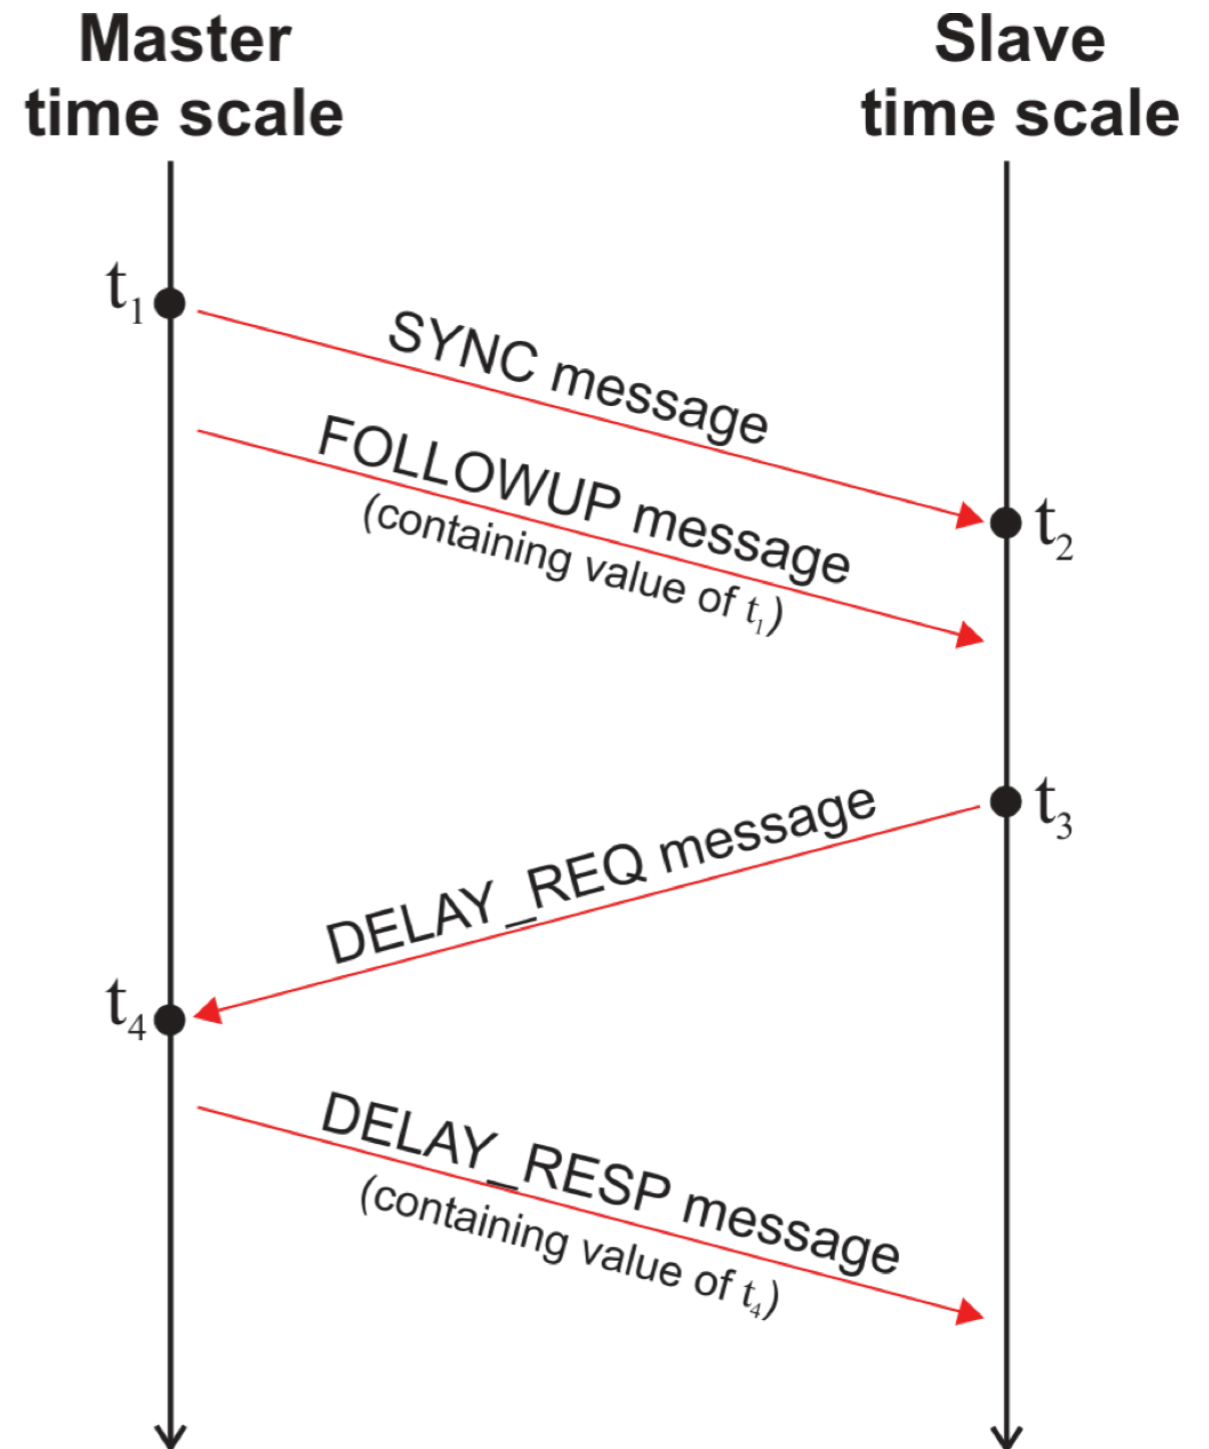 Master
time scale
Slave
time scale
t1
SYNC message
FOLLOWUP message
(containing value of t1)
t2
t3
DELAY_REQ message
t4
DELAY_RESP message
(containing value of t4)